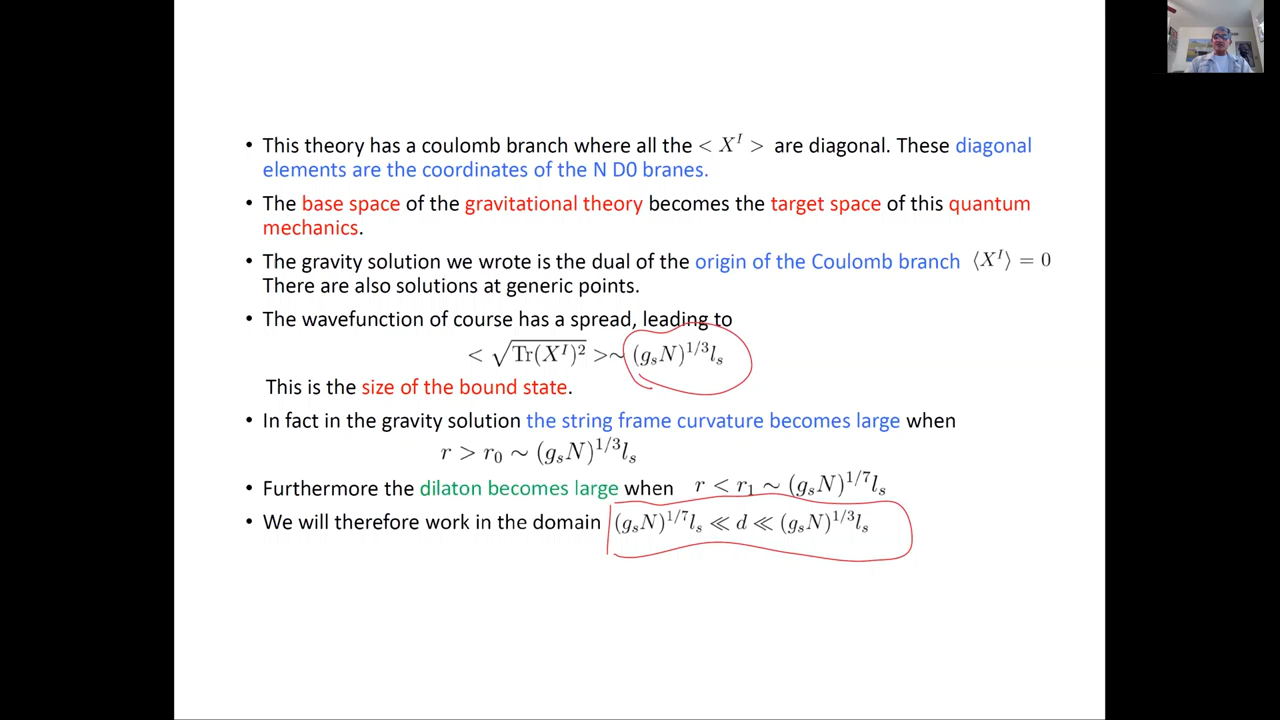 • This theory has a coulomb branch where all the < X^I > are diagonal. These diagonal
elements are the coordinates of the N D0 branes.
• The base space of the gravitational theory becomes the target space of this quantum
mechanics.
• The gravity solution we wrote is the dual of the origin of the Coulomb branch ⟨X^I⟩ = 0
There are also solutions at generic points.
• The wavefunction of course has a spread, leading to
< √Tr(X^I)^2 >∼ (g_sN)^{1/3}l_s
This is the size of the bound state.
• In fact in the gravity solution the string frame curvature becomes large when
r > r_0 ∼ (g_sN)^{1/3}l_s
• Furthermore the dilaton becomes large when r < r_1 ∼ (g_sN)^{1/7}l_s
• We will therefore work in the domain (g_sN)^{1/7}l_s ≪ d ≪ (g_sN)^{1/3}l_s